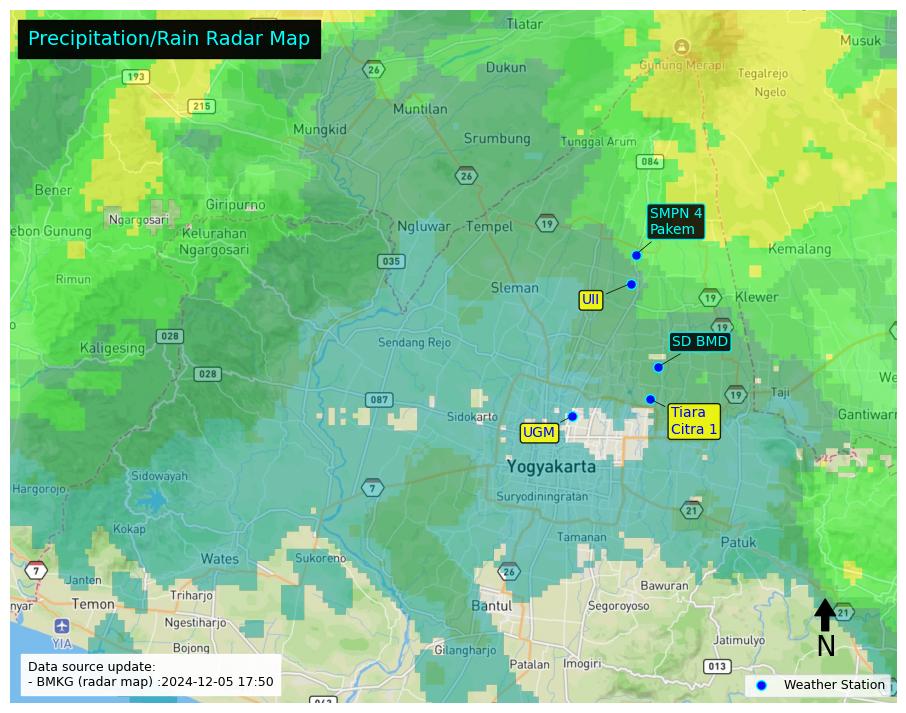 Precipitation/Rain Radar Map
Tlatar
Musuk
26
Gunung Merapi
193
Dukun
Tegalrejo
Ngelo
215
Muntilan
Mungkid
Srumbung
Tunggal Arum
084
26
Bener
Giripurno
Ngargosari
SMPN 4
Pakem
Ngluwar
Tempel
19
ebon Gunung
Kelurahan
Ngargosari
Kemalang
035
Rimun
Sleman
UII
19
Klewer
19
028
Sendang Rejo
SD BMD
Kaligesing
028
We
087
19
Taji
Sidokarto
Tiara
Citra 1
Gantiwarn
UGM
Yogyakarta
Sidowayah
Hargorojo
7
Suryodiningratan
21
Kokap
Tamanan
Patuk
Wates
Sukoreno
7
Janten
26
Bawuran
nyar
Temon
Triharjo
Bantul
Segoroyoso
21
Ngestiharjo
YIA
Bojong
Gilangharjo
Jatimulyo
N
Patalan
Imogiri
013
Data source update:
- BMKG (radar map) :2024-12-05 17:50
Weather Station